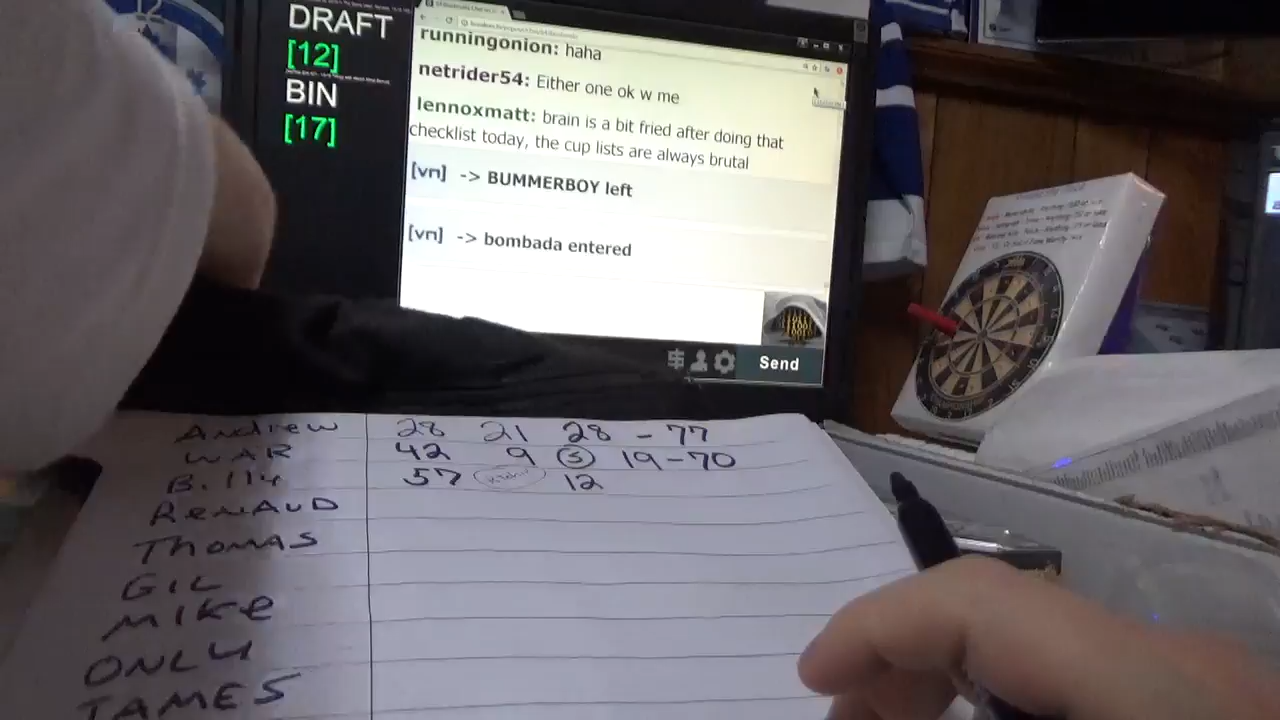 DRAFT
[12]
BIN
[17]
runningonion: haha
netrider54: Either one ok w me
lennoxmatt: brain is a bit fried after doing that
checklist today, the cup lists are always brutal
[vn] -> BUMMERBOY left
[vn] -> bombada entered
Send
Andrew 28 21 28 - 77
WAR 42 9 5 19 - 70
Billy 57 12
RENAUD
THOMAS
GIL
MIKE
ONLY
JAMES